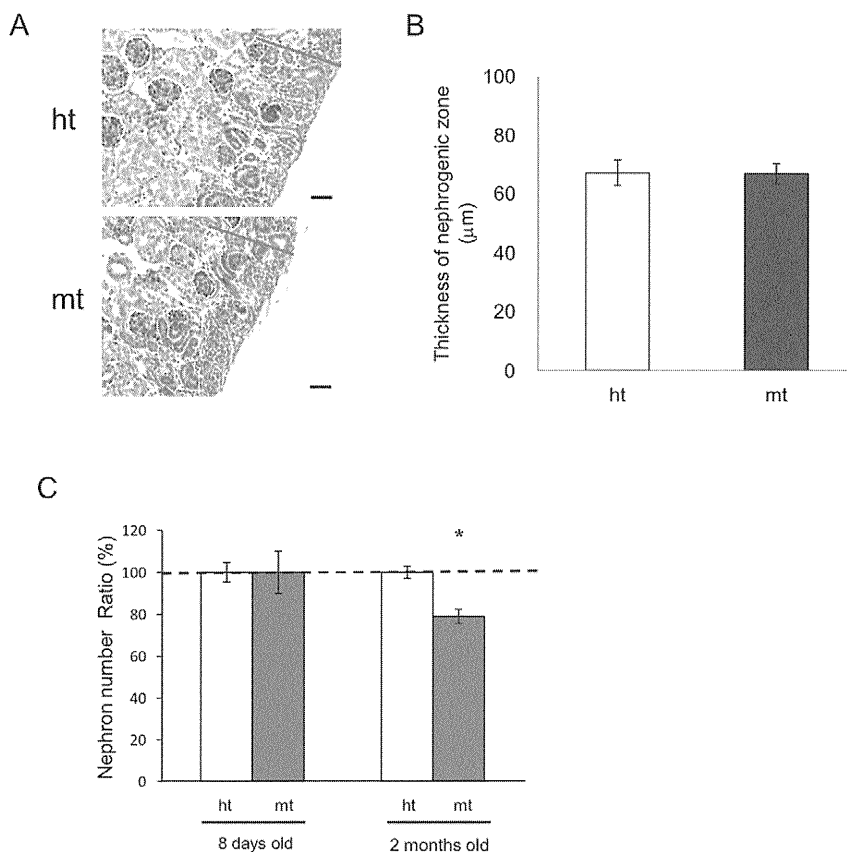 A
ht
mt
B
Thickness of nephrogenic zone
(μm)
100
80
60
40
20
0
ht
mt
C
Nephron number Ratio (%)
120
100
80
60
40
20
0
*
ht
mt
ht
mt
8 days old
2 months old